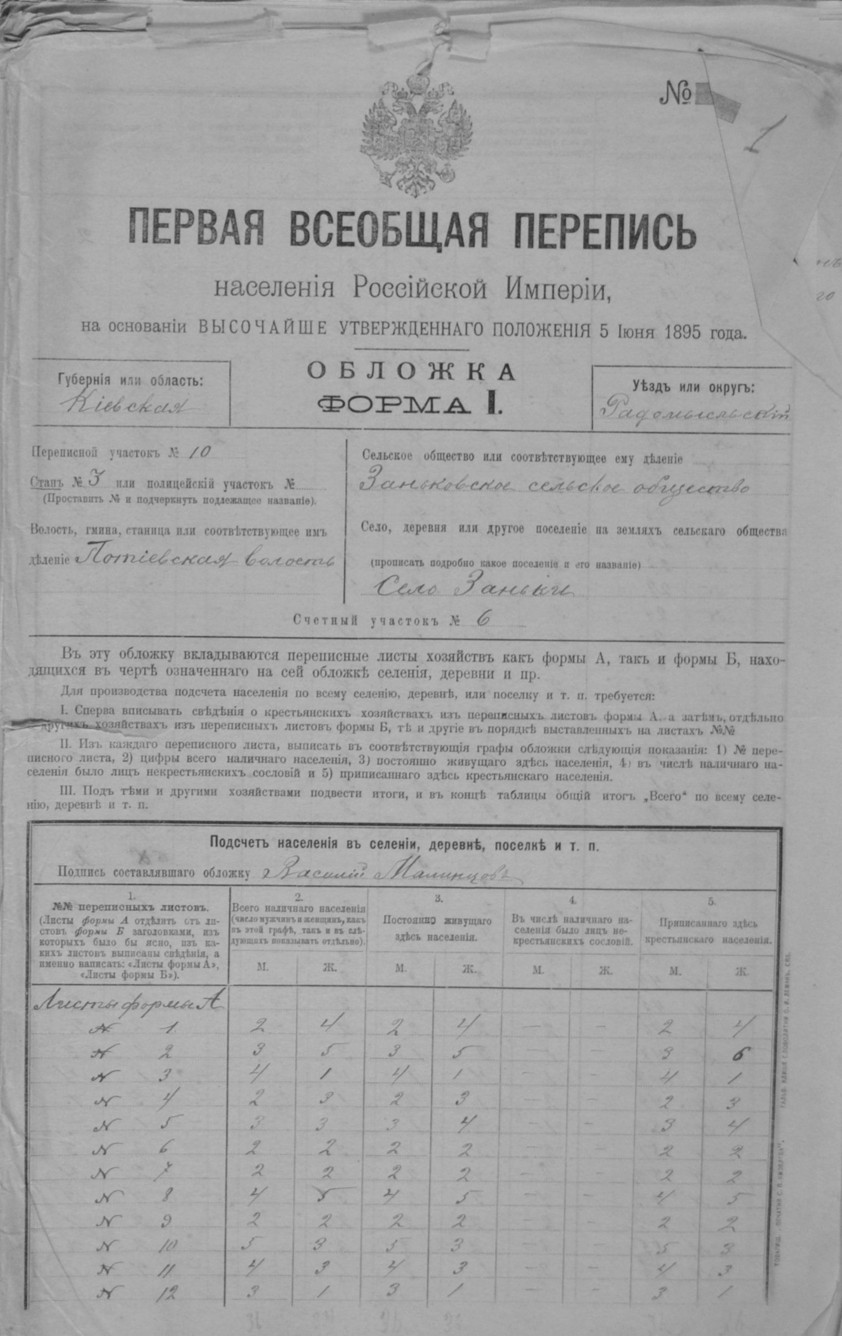 №
1
ПЕРВАЯ ВСЕОБЩАЯ ПЕРЕПИСЬ
населенія Россійской Имперіи,
на основаніи ВЫСОЧАЙШЕ УТВЕРЖДЕННАГО ПОЛОЖЕНІЯ 5 Іюня 1895 года.
ОБЛОЖКА
ФОРМА I.
Губернія или область:
Кіевская
Уѣздъ или округъ:
Радомысльскій
Переписной участокъ № 10
Станъ № 3 или полицейскій участокъ №
(Проставить № и подчеркнуть подлежащее названіе).
Волость, гмина, станица или соотвѣтствующее имъ
дѣленіе Потіевская волость
Сельское общество или соотвѣтствующее ему дѣленіе
Заньковское сельское общество
Село, деревня или другое поселеніе на земляхъ сельскаго общества
(прописать подробно какое поселеніе и его названіе)
Село Заньки
Счетный участокъ № 6
Въ эту обложку вкладываются переписные листы хозяйствъ какъ формы А, такъ и формы Б, нахо-
дящихся въ чертѣ означеннаго на сей обложкѣ селенія, деревни и пр.
Для производства подсчета населенія по всему селенію, деревнѣ, или поселку и т. п. требуется:
I. Сперва вписывать свѣдѣнія о крестьянскихъ хозяйствахъ изъ переписныхъ листовъ формы А, а затѣмъ, отдѣльно
о другихъ хозяйствахъ изъ переписныхъ листовъ формы Б, тѣ и другіе въ порядкѣ выставленныхъ на листахъ №№
II. Изъ каждаго переписного листа, выписать въ соотвѣтствующія графы обложки слѣдующія показанія: 1) № пере-
писного листа, 2) цифры всего наличнаго населенія, 3) постоянно живущаго здѣсь населенія, 4) въ числѣ наличнаго на-
селенія было лицъ некрестьянскихъ сословій и 5) приписаннаго здѣсь крестьянскаго населенія.
III. Подъ тѣми и другими хозяйствами подвести итоги, и въ концѣ таблицы общій итогъ „Всего" по всему селе-
нію, деревнѣ и т. п.
Подсчетъ населенія въ селеніи, деревнѣ, поселкѣ и т. п.
Подпись составлявшаго обложку Василій
1.
№№ переписныхъ листовъ.
(Листы формы А отдѣлить отъ ли-
стовъ формы Б заголовками, изъ
которыхъ было бы ясно, изъ ка-
кихъ листовъ выписаны свѣдѣнія, а
именно написать: «Листы формы А»,
«Листы формы Б»).
2.
Всего наличнаго населенія
(число мужчинъ и женщинъ, какъ
въ этой графѣ, такъ и въ слѣ-
дующихъ показывать отдѣльно).
М. Ж.
3.
Постоянно живущаго
здѣсь населенія.
М. Ж.
4.
Въ числѣ наличнаго на-
селенія было лицъ не-
крестьянскихъ сословій.
М. Ж.
5.
Приписаннаго здѣсь
крестьянскаго населенія.
М. Ж.
Листы формы А
N 1 2 4 2 4 - - 2 4
N 2 3 5 3 5 - - 3 6
N 3 4 1 4 1 - - 4 1
N 4 2 3 2 3 - - 2 3
N 5 3 3 3 4 - - 3 4
N 6 2 2 2 2 - - 2 2
N 7 2 2 2 2 - - 2 2
N 8 4 5 4 5 - - 4 5
N 9 2 2 2 2 - - 2 2
N 10 5 3 5 3 - - 5 3
N 11 4 3 4 3 - - 4 3
N 12 3 1 3 1 - - 3 1